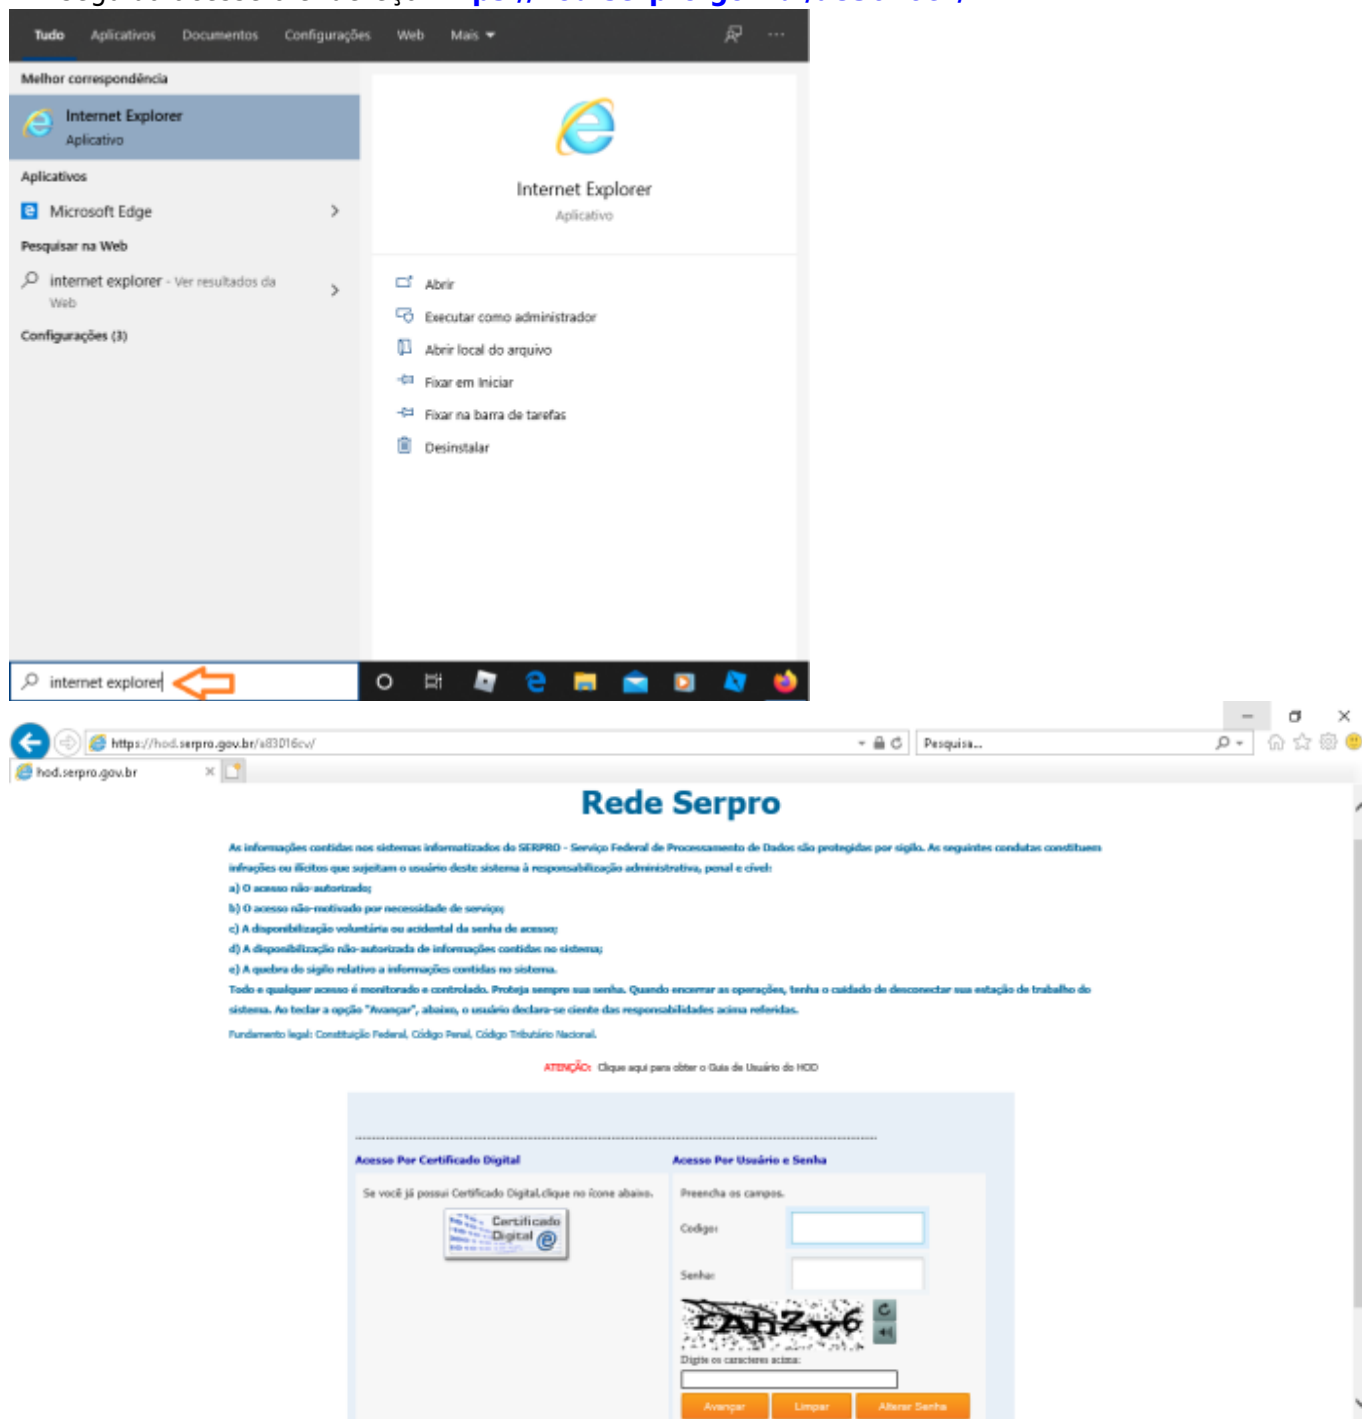 Tudo Aplicativos Documentos Configurações Web Mais
Melhor correspondência
Internet Explorer
Aplicativo
Aplicativos
Microsoft Edge
Pesquisar na Web
internet explorer - Ver resultados da
Web
Configurações (3)
Internet Explorer
Aplicativo
Abrir
Executar como administrador
Abrir local do arquivo
Fixar em Iniciar
Fixar na barra de tarefas
Desinstalar
internet explorer
https://hod.serpro.gov.br/a83016cv/
Pesquisa...
hod.serpro.gov.br
Rede Serpro
As informações contidas nos sistemas informatizados do SERPRO - Serviço Federal de Processamento de Dados são protegidas por sigilo. As seguintes condutas constituem
infrações ou ilícitos que sujeitam o usuário deste sistema à responsabilização administrativa, penal e cível:
a) O acesso não-autorizado;
b) O acesso não-motivado por necessidade de serviço;
c) A disponibilização voluntária ou acidental da senha de acesso;
d) A disponibilização não-autorizada de informações contidas no sistema;
e) A quebra do sigilo relativo a informações contidas no sistema.
Todo e qualquer acesso é monitorado e controlado. Proteja sempre sua senha. Quando encerrar as operações, tenha o cuidado de desconectar sua estação de trabalho do
sistema. Ao teclar a opção "Avançar", abaixo, o usuário declara-se ciente das responsabilidades acima referidas.
Fundamento legal: Constituição Federal, Código Penal, Código Tributário Nacional.
ATENÇÃO: Clique aqui para obter o Guia de Usuário do HOD
Acesso Por Certificado Digital
Se você já possui Certificado Digital,clique no ícone abaixo.
Certificado
Digital
Acesso Por Usuário e Senha
Preencha os campos.
Codigo:
Senha:
rAhZv6
Digite os caracteres acima:
Avançar Limpar Alterar Senha